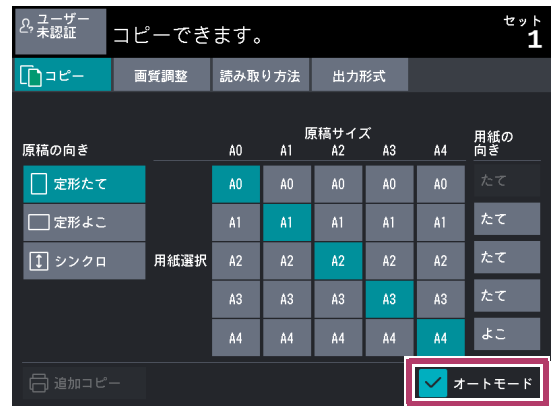 ユーザー
未認証
コピーできます。
セット
1
コピー 画質調整 読み取り方法 出力形式
原稿サイズ
用紙の
向き
原稿の向き A0 A1 A2 A3 A4
定形たて A0 A0 A0 A0 A0 たて
定形よこ A1 A1 A1 A1 A1 たて
シンクロ 用紙選択 A2 A2 A2 A2 A2 たて
A3 A3 A3 A3 A3 たて
A4 A4 A4 A4 A4 よこ
追加コピー オートモード